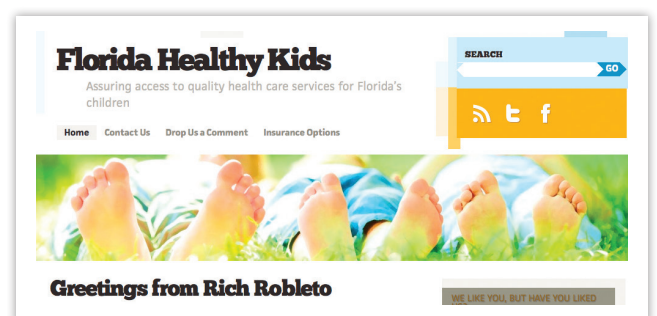 Florida Healthy Kids
Assuring access to quality health care services for Florida's
children
SEARCH
GO
Home Contact Us Drop Us a Comment Insurance Options
Greetings from Rich Robleto
WE LIKE YOU, BUT HAVE YOU LIKED